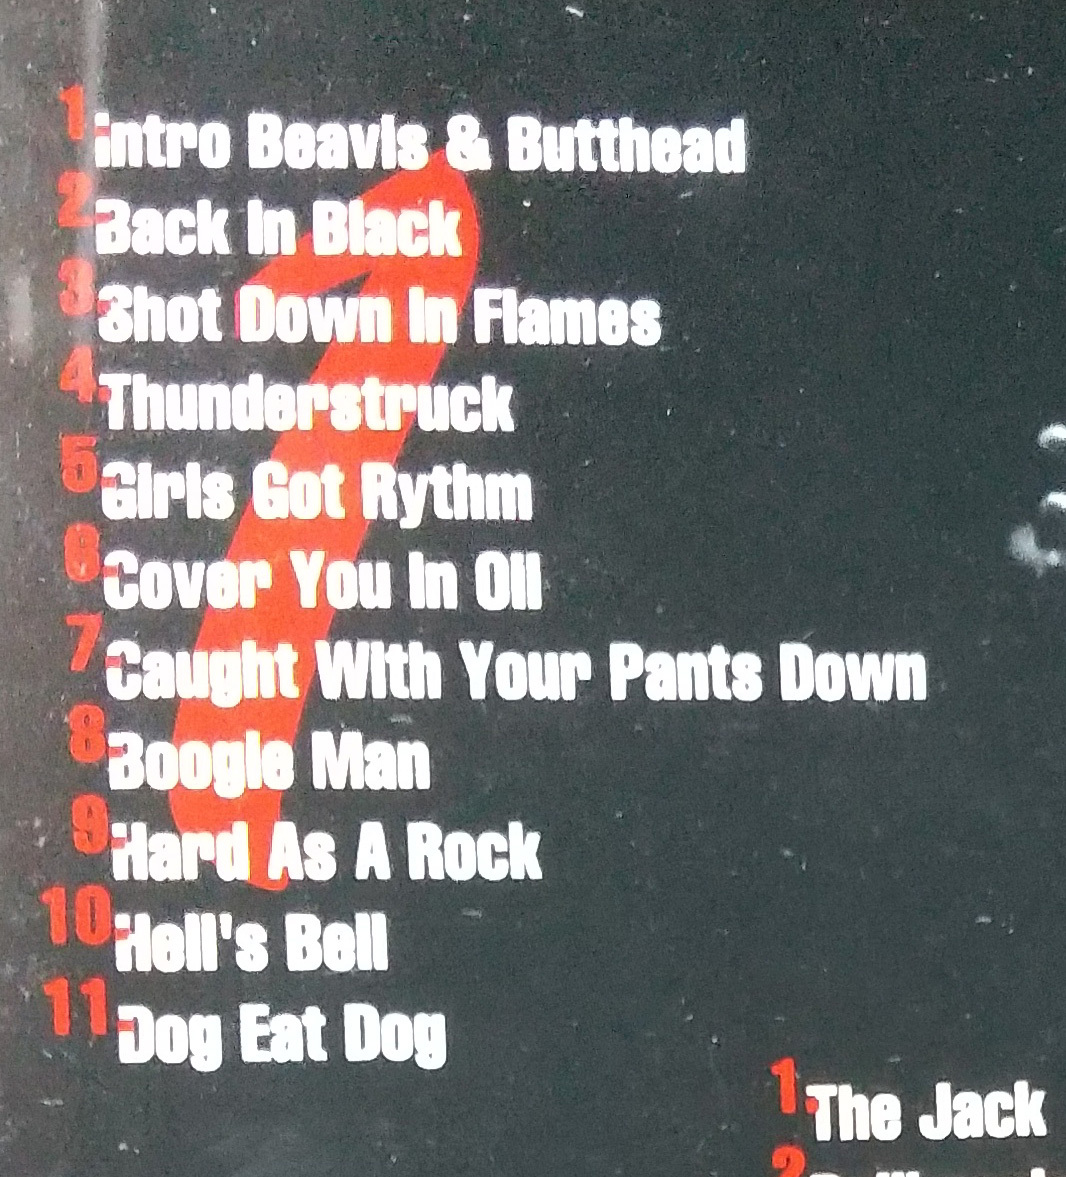 1. Intro Beavis & Butthead
2. Back In Black
3. Shot Down In Flames
4. Thunderstruck
5. Girls Got Rythm
6. Cover You In Oil
7. Caught With Your Pants Down
8. Boogie Man
9. Hard As A Rock
10. Hell's Bell
11. Dog Eat Dog
1
1. The Jack
2